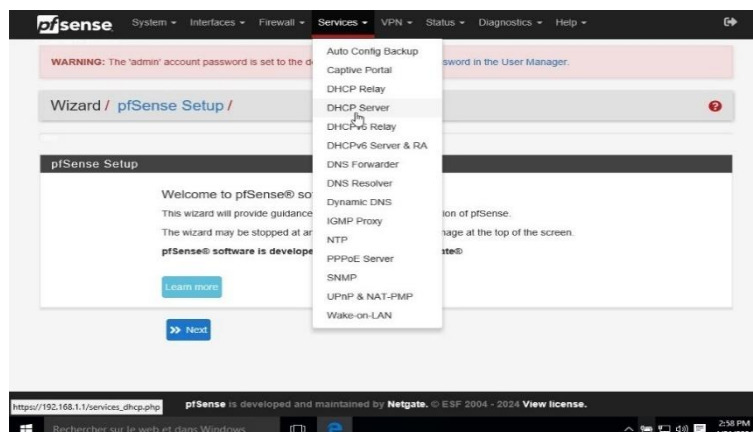 pfsense System Interfaces Firewall Services VPN Status Diagnostics Help
WARNING: The 'admin' account password is set to the d sword in the User Manager.
Auto Config Backup
Captive Portal
DHCP Relay
DHCP Server
DHCPv6 Relay
DHCPv6 Server & RA
DNS Forwarder
DNS Resolver
Dynamic DNS
IGMP Proxy
NTP
PPPoE Server
SNMP
UPnP & NAT-PMP
Wake-on-LAN
Wizard / pfSense Setup /
pfSense Setup
Welcome to pfSense® so
This wizard will provide guidance ion of pfSense.
The wizard may be stopped at an mage at the top of the screen.
pfSense® software is develope ate®
Learn more
Next
https://192.168.1.1/services_dhcp.php
pfSense is developed and maintained by Netgate. © ESF 2004 - 2024 View license.
Rechercher sur le web et dans Windows
2:58 PM